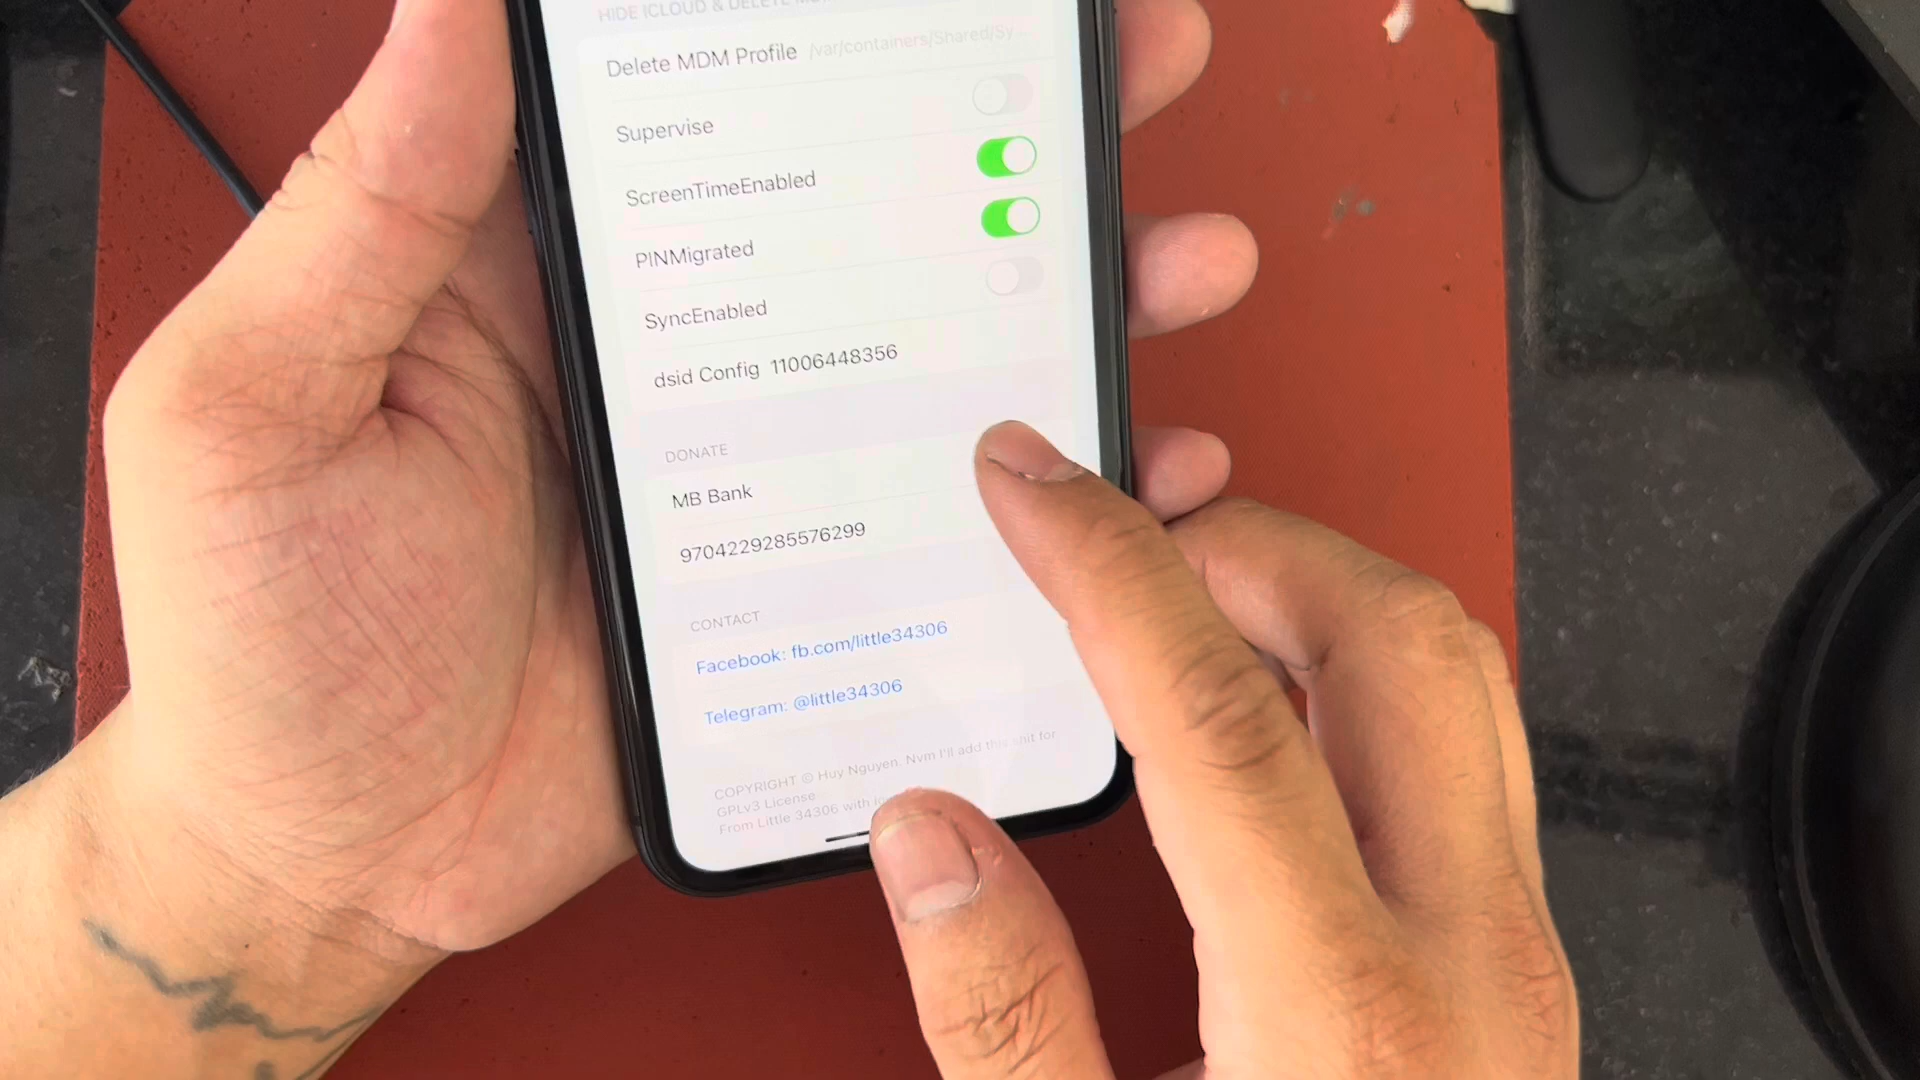 HIDE ICLOUD & DELETE
Delete MDM Profile /var/containers/Shared/Sy...
Supervise
ScreenTimeEnabled
PINMigrated
SyncEnabled
dsid Config 11006448356
DONATE
MB Bank
9704229285576299
CONTACT
Facebook: fb.com/little34306
Telegram: @little34306
COPYRIGHT © Huy Nguyen. Nvm I'll add this shit for
GPLv3 License
From Little 34306 with